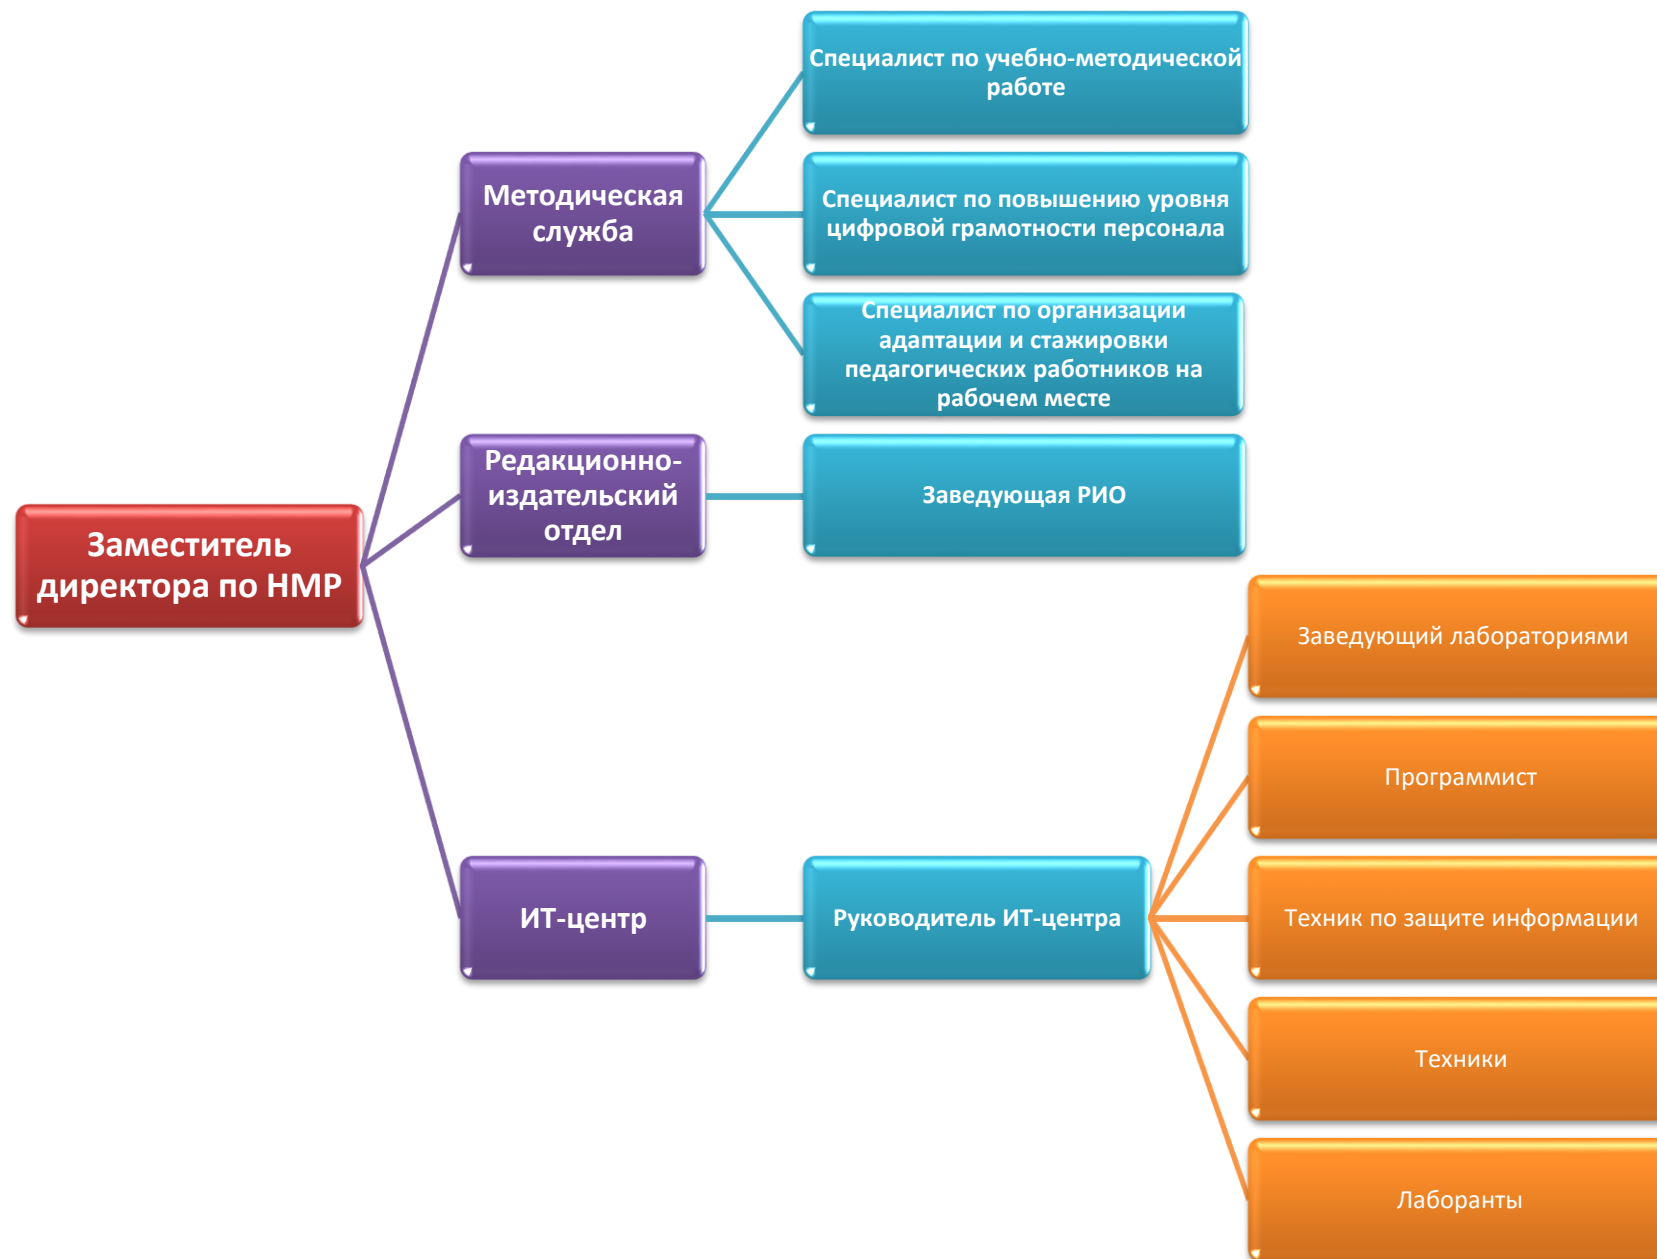 Специалист по учебно-методической
работе
Методическая
служба
Специалист по повышению уровня
цифровой грамотности персонала
Специалист по организации
адаптации и стажировки
педагогических работников на
рабочем месте
Редакционно-
издательский
отдел
Заведующая РИО
Заместитель
директора по НМР
Заведующий лабораториями
Программист
ИТ-центр
Руководитель ИТ-центра
Техник по защите информации
Техники
Лаборанты